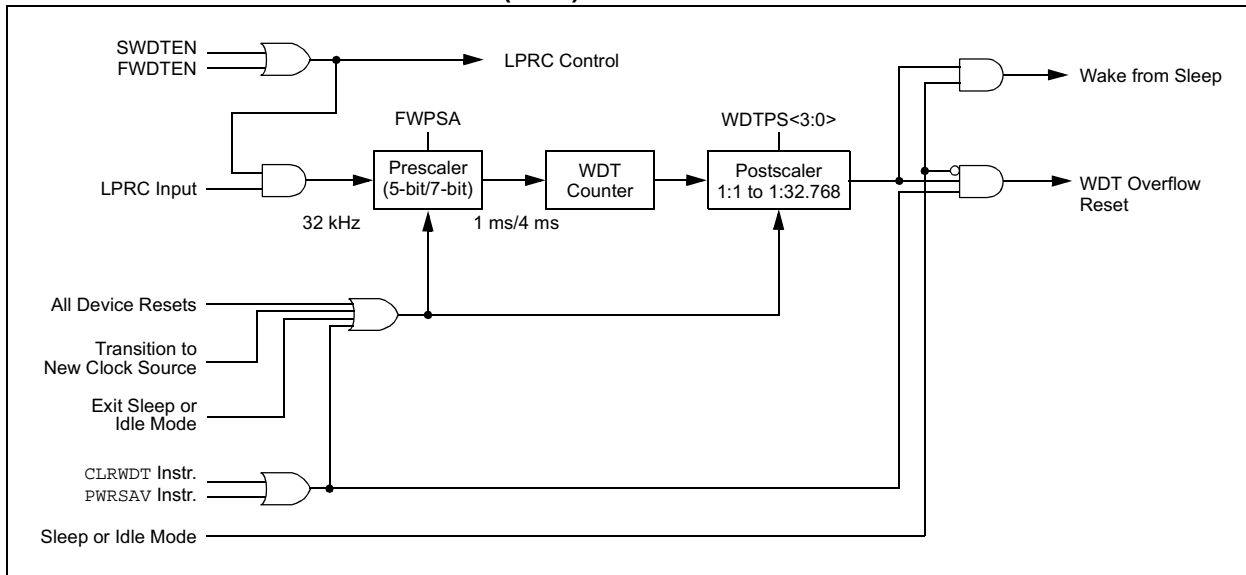 SWDTEN
FWDTEN
LPRC Control
Wake from Sleep
FWPSA
WDTPS<3:0>
LPRC Input
Prescaler
(5-bit/7-bit)
WDT
Counter
Postscaler
1:1 to 1:32.768
WDT Overflow
Reset
32 kHz
1 ms/4 ms
All Device Resets
Transition to
New Clock Source
Exit Sleep or
Idle Mode
CLRWDT Instr.
PWRSAV Instr.
Sleep or Idle Mode